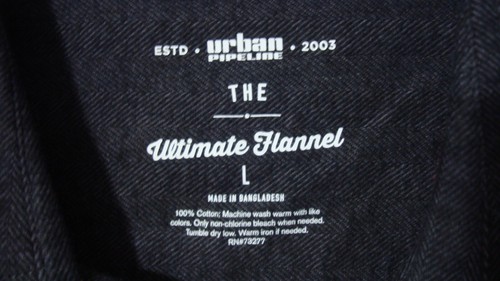 ESTD • urban • 2003
PIPELINE
THE
Ultimate Flannel
L
MADE IN BANGLADESH
100% Cotton: Machine wash warm with like
colors. Only non-chlorine bleach when needed.
Tumble dry low. Warm iron if needed.
RN#73277